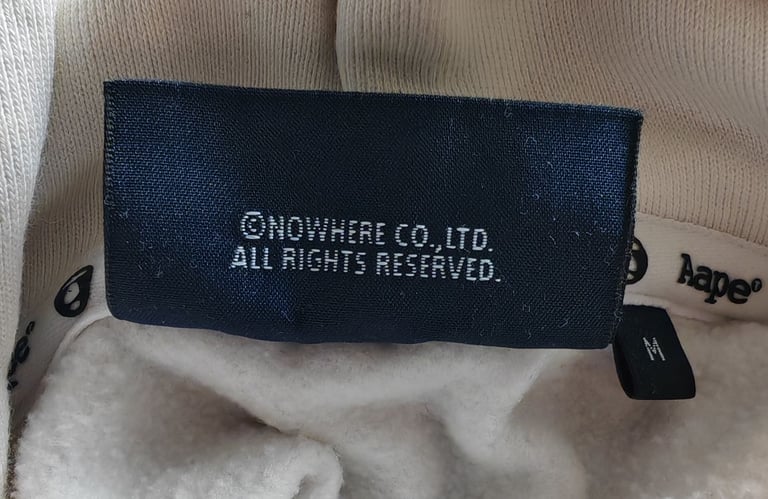 ©NOWHERE CO.,LTD.
ALL RIGHTS RESERVED.
Aape
M